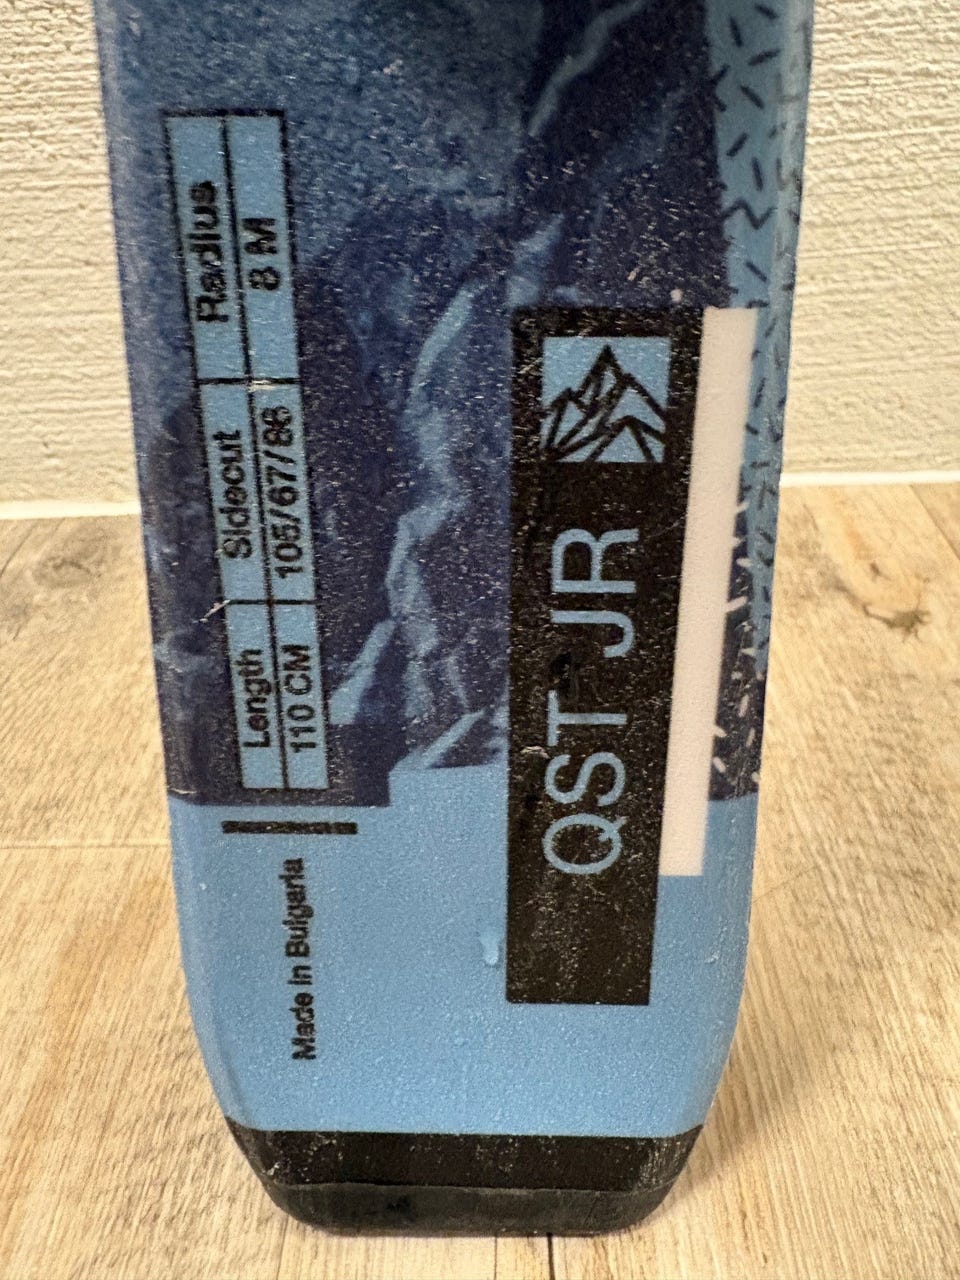 Length Sidecut Radius
110 CM 105/67/86 8 M
Made in Bulgaria
QST JR